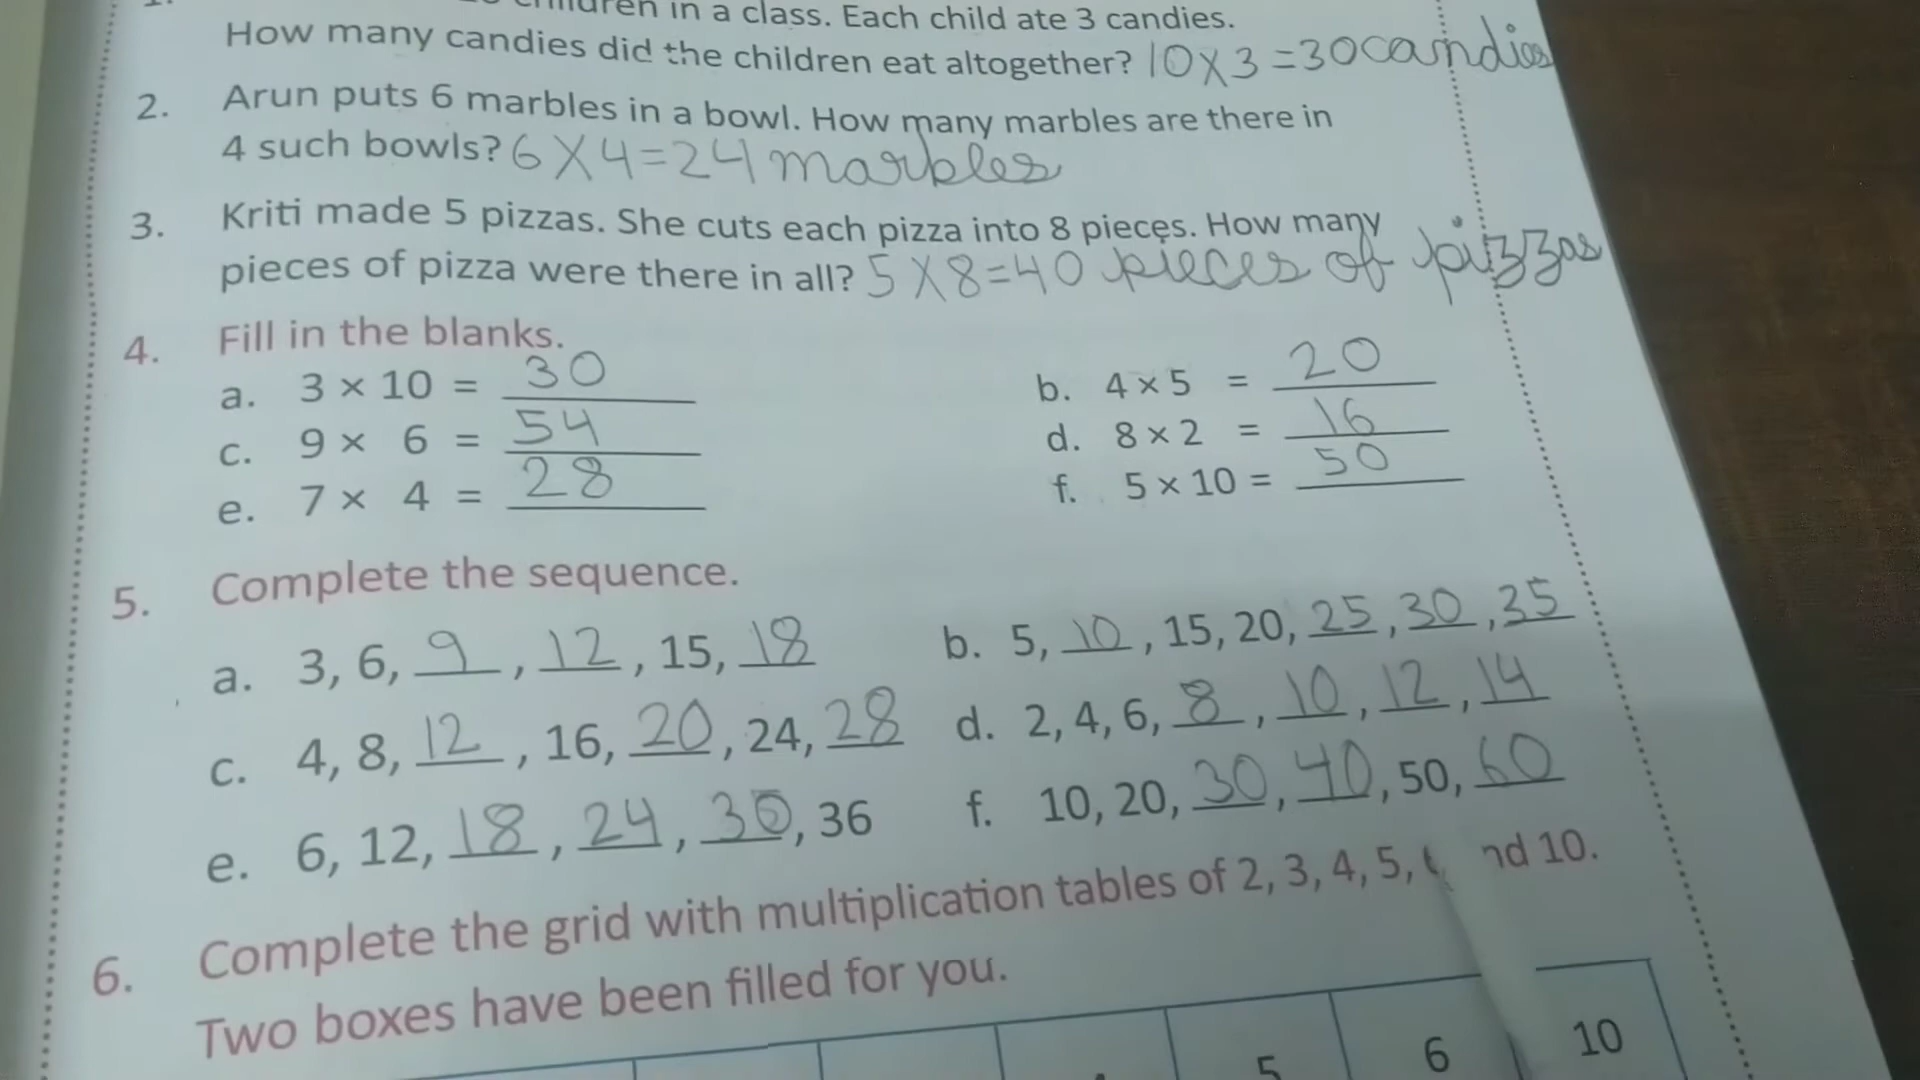 children in a class. Each child ate 3 candies.
How many candies did the children eat altogether? 10 x 3 = 30 candies
2. Arun puts 6 marbles in a bowl. How many marbles are there in
4 such bowls? 6 X 4 = 24 marbles
3. Kriti made 5 pizzas. She cuts each pizza into 8 pieces. How many
pieces of pizza were there in all? 5 X 8 = 40 pieces of pizzas
4. Fill in the blanks.
a. 3 × 10 = 30 b. 4 × 5 = 20
c. 9 × 6 = 54 d. 8 × 2 = 16
e. 7 × 4 = 28 f. 5 × 10 = 50
5. Complete the sequence.
a. 3, 6, 9, 12, 15, 18 b. 5, 10, 15, 20, 25, 30, 35
c. 4, 8, 12, 16, 20, 24, 28 d. 2, 4, 6, 8, 10, 12, 14
e. 6, 12, 18, 24, 30, 36 f. 10, 20, 30, 40, 50, 60
6. Complete the grid with multiplication tables of 2, 3, 4, 5, nd 10.
Two boxes have been filled for you.
5 6 10